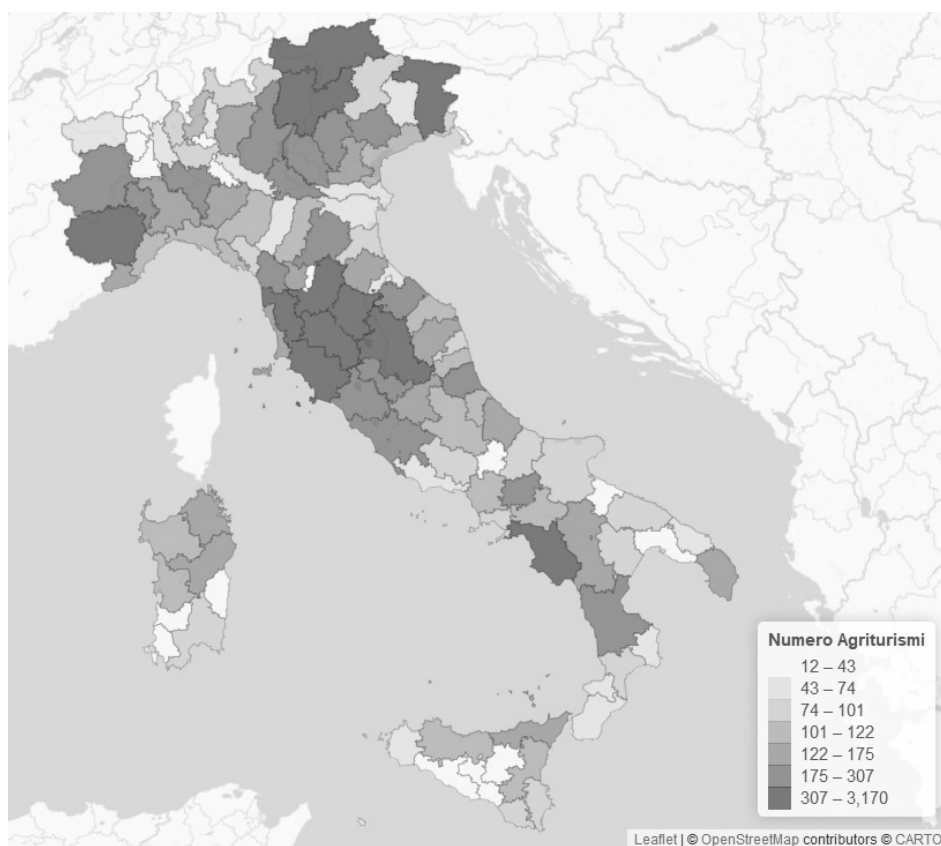 Numero Agriturismi
12 – 43
43 – 74
74 – 101
101 – 122
122 – 175
175 – 307
307 – 3,170
Leaflet | © OpenStreetMap contributors © CARTO